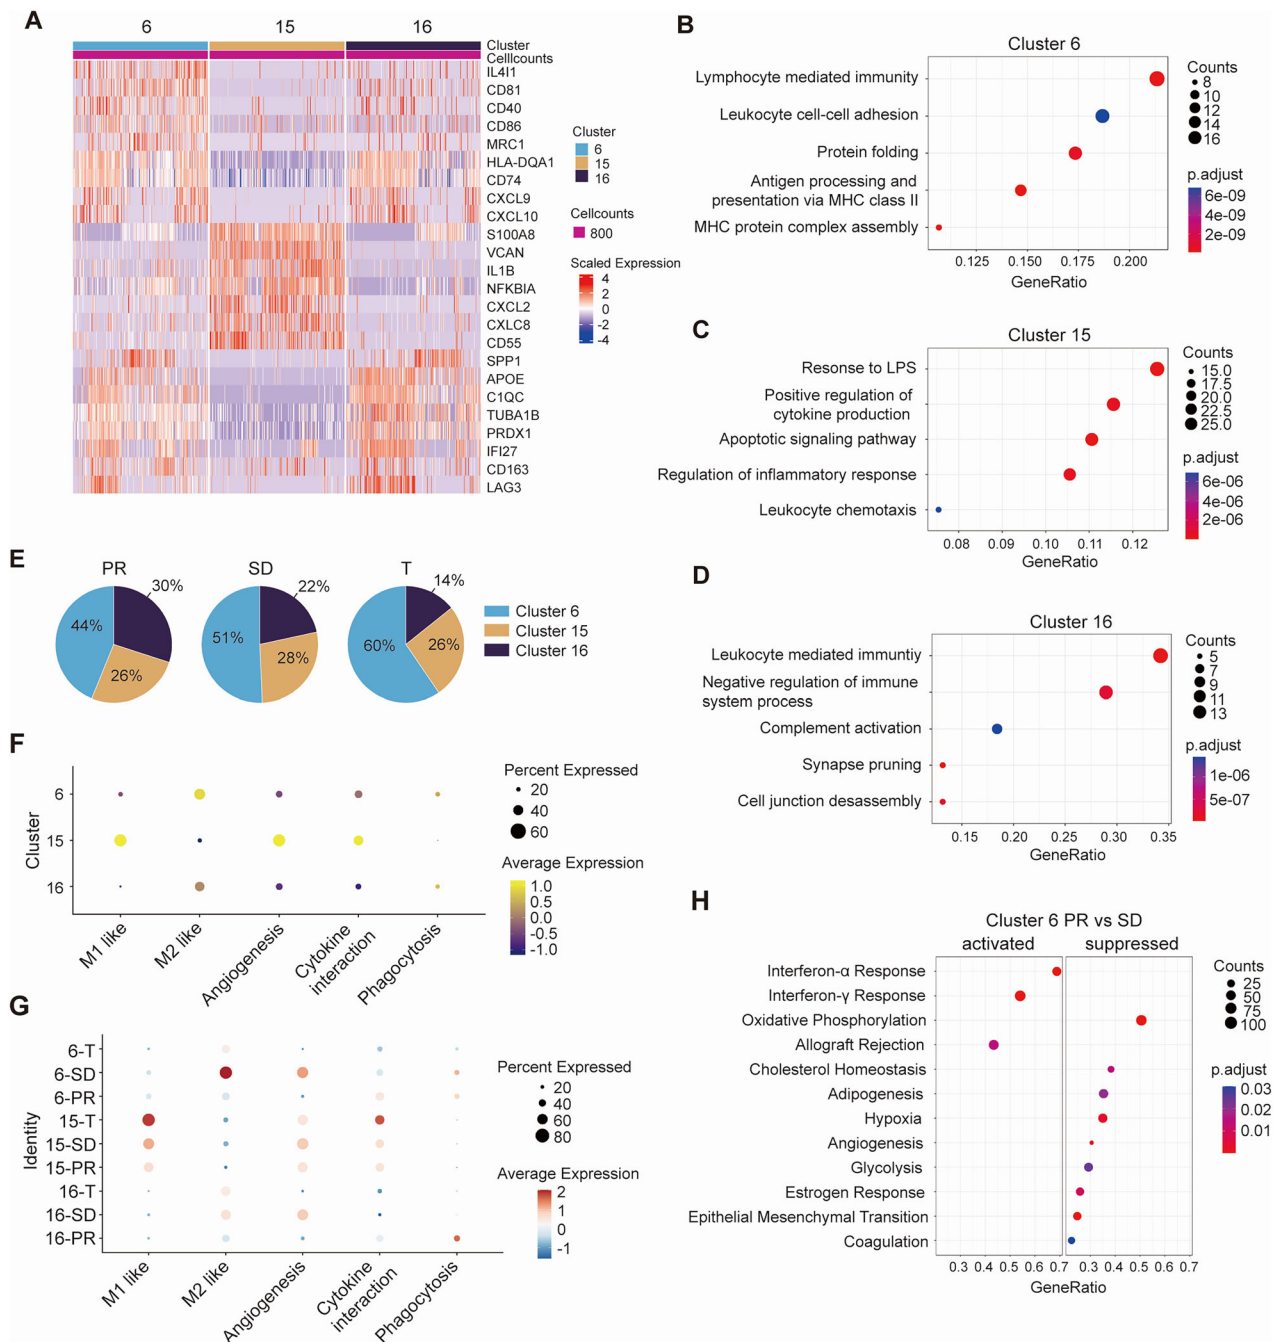 A
6 15 16
Cluster
Celllcounts
IL4I1
CD81
CD40
CD86
MRC1
HLA-DQA1
CD74
CXCL9
CXCL10
S100A8
VCAN
IL1B
NFKBIA
CXCL2
CXLC8
CD55
SPP1
APOE
C1QC
TUBA1B
PRDX1
IFI27
CD163
LAG3
Cluster
6
15
16
Cellcounts
800
Scaled Expression
4
2
0
-2
-4
B
Cluster 6
Lymphocyte mediated immunity
Leukocyte cell-cell adhesion
Protein folding
Antigen processing and
presentation via MHC class II
MHC protein complex assembly
0.125 0.150 0.175 0.200
GeneRatio
Counts
8
10
12
14
16
p.adjust
6e-09
4e-09
2e-09
C
Cluster 15
Resonse to LPS
Positive regulation of
cytokine production
Apoptotic signaling pathway
Regulation of inflammatory response
Leukocyte chemotaxis
0.08 0.09 0.10 0.11 0.12
GeneRatio
Counts
15.0
17.5
20.0
22.5
25.0
p.adjust
6e-06
4e-06
2e-06
D
Cluster 16
Leukocyte mediated immuntiy
Negative regulation of immune
system process
Complement activation
Synapse pruning
Cell junction desassembly
0.15 0.20 0.25 0.30 0.35
GeneRatio
Counts
5
7
9
11
13
p.adjust
1e-06
5e-07
E
PR SD T
30%
44%
26%
22%
51%
28%
14%
60%
26%
Cluster 6
Cluster 15
Cluster 16
F
Cluster
6
15
16
M1 like
M2 like
Angiogenesis
Cytokine
interaction
Phagocytosis
Percent Expressed
20
40
60
Average Expression
1.0
0.5
0.0
-0.5
-1.0
G
Identity
6-T
6-SD
6-PR
15-T
15-SD
15-PR
16-T
16-SD
16-PR
M1 like
M2 like
Angiogenesis
Cytokine
interaction
Phagocytosis
Percent Expressed
20
40
60
80
Average Expression
2
1
0
-1
H
Cluster 6 PR vs SD
activated suppressed
Interferon-α Response
Interferon-γ Response
Oxidative Phosphorylation
Allograft Rejection
Cholesterol Homeostasis
Adipogenesis
Hypoxia
Angiogenesis
Glycolysis
Estrogen Response
Epithelial Mesenchymal Transition
Coagulation
0.3 0.4 0.5 0.6 0.7 0.3 0.4 0.5 0.6 0.7
GeneRatio
Counts
25
50
75
100
p.adjust
0.03
0.02
0.01